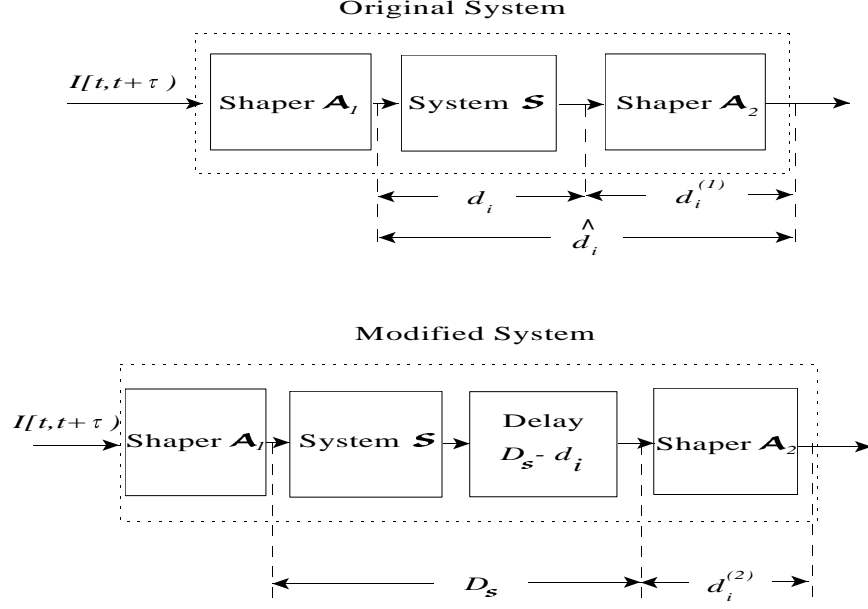 Original System
I[t,t+τ)
Shaper A₁
System S
Shaper A₂
dᵢ
dᵢ⁽¹⁾
d̂ᵢ
Modified System
I[t,t+τ)
Shaper A₁
System S
Delay
Dₛ- dᵢ
Shaper A₂
Dₛ
dᵢ⁽²⁾